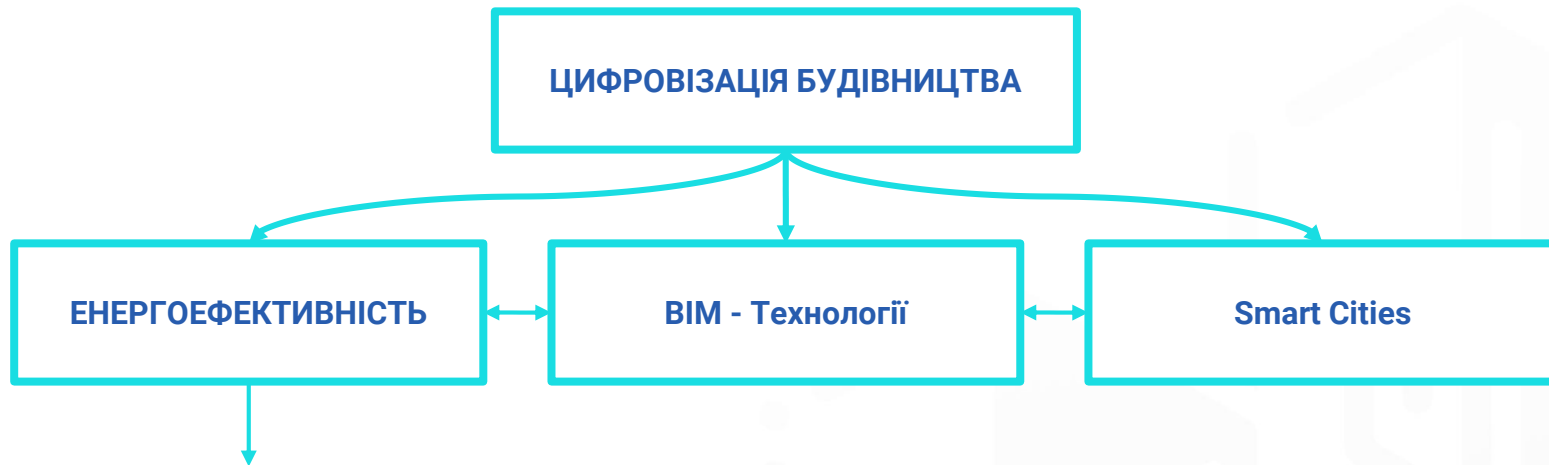 ЦИФРОВІЗАЦІЯ БУДІВНИЦТВА
ЕНЕРГОЕФЕКТИВНІСТЬ
BIM - Технології
Smart Cities